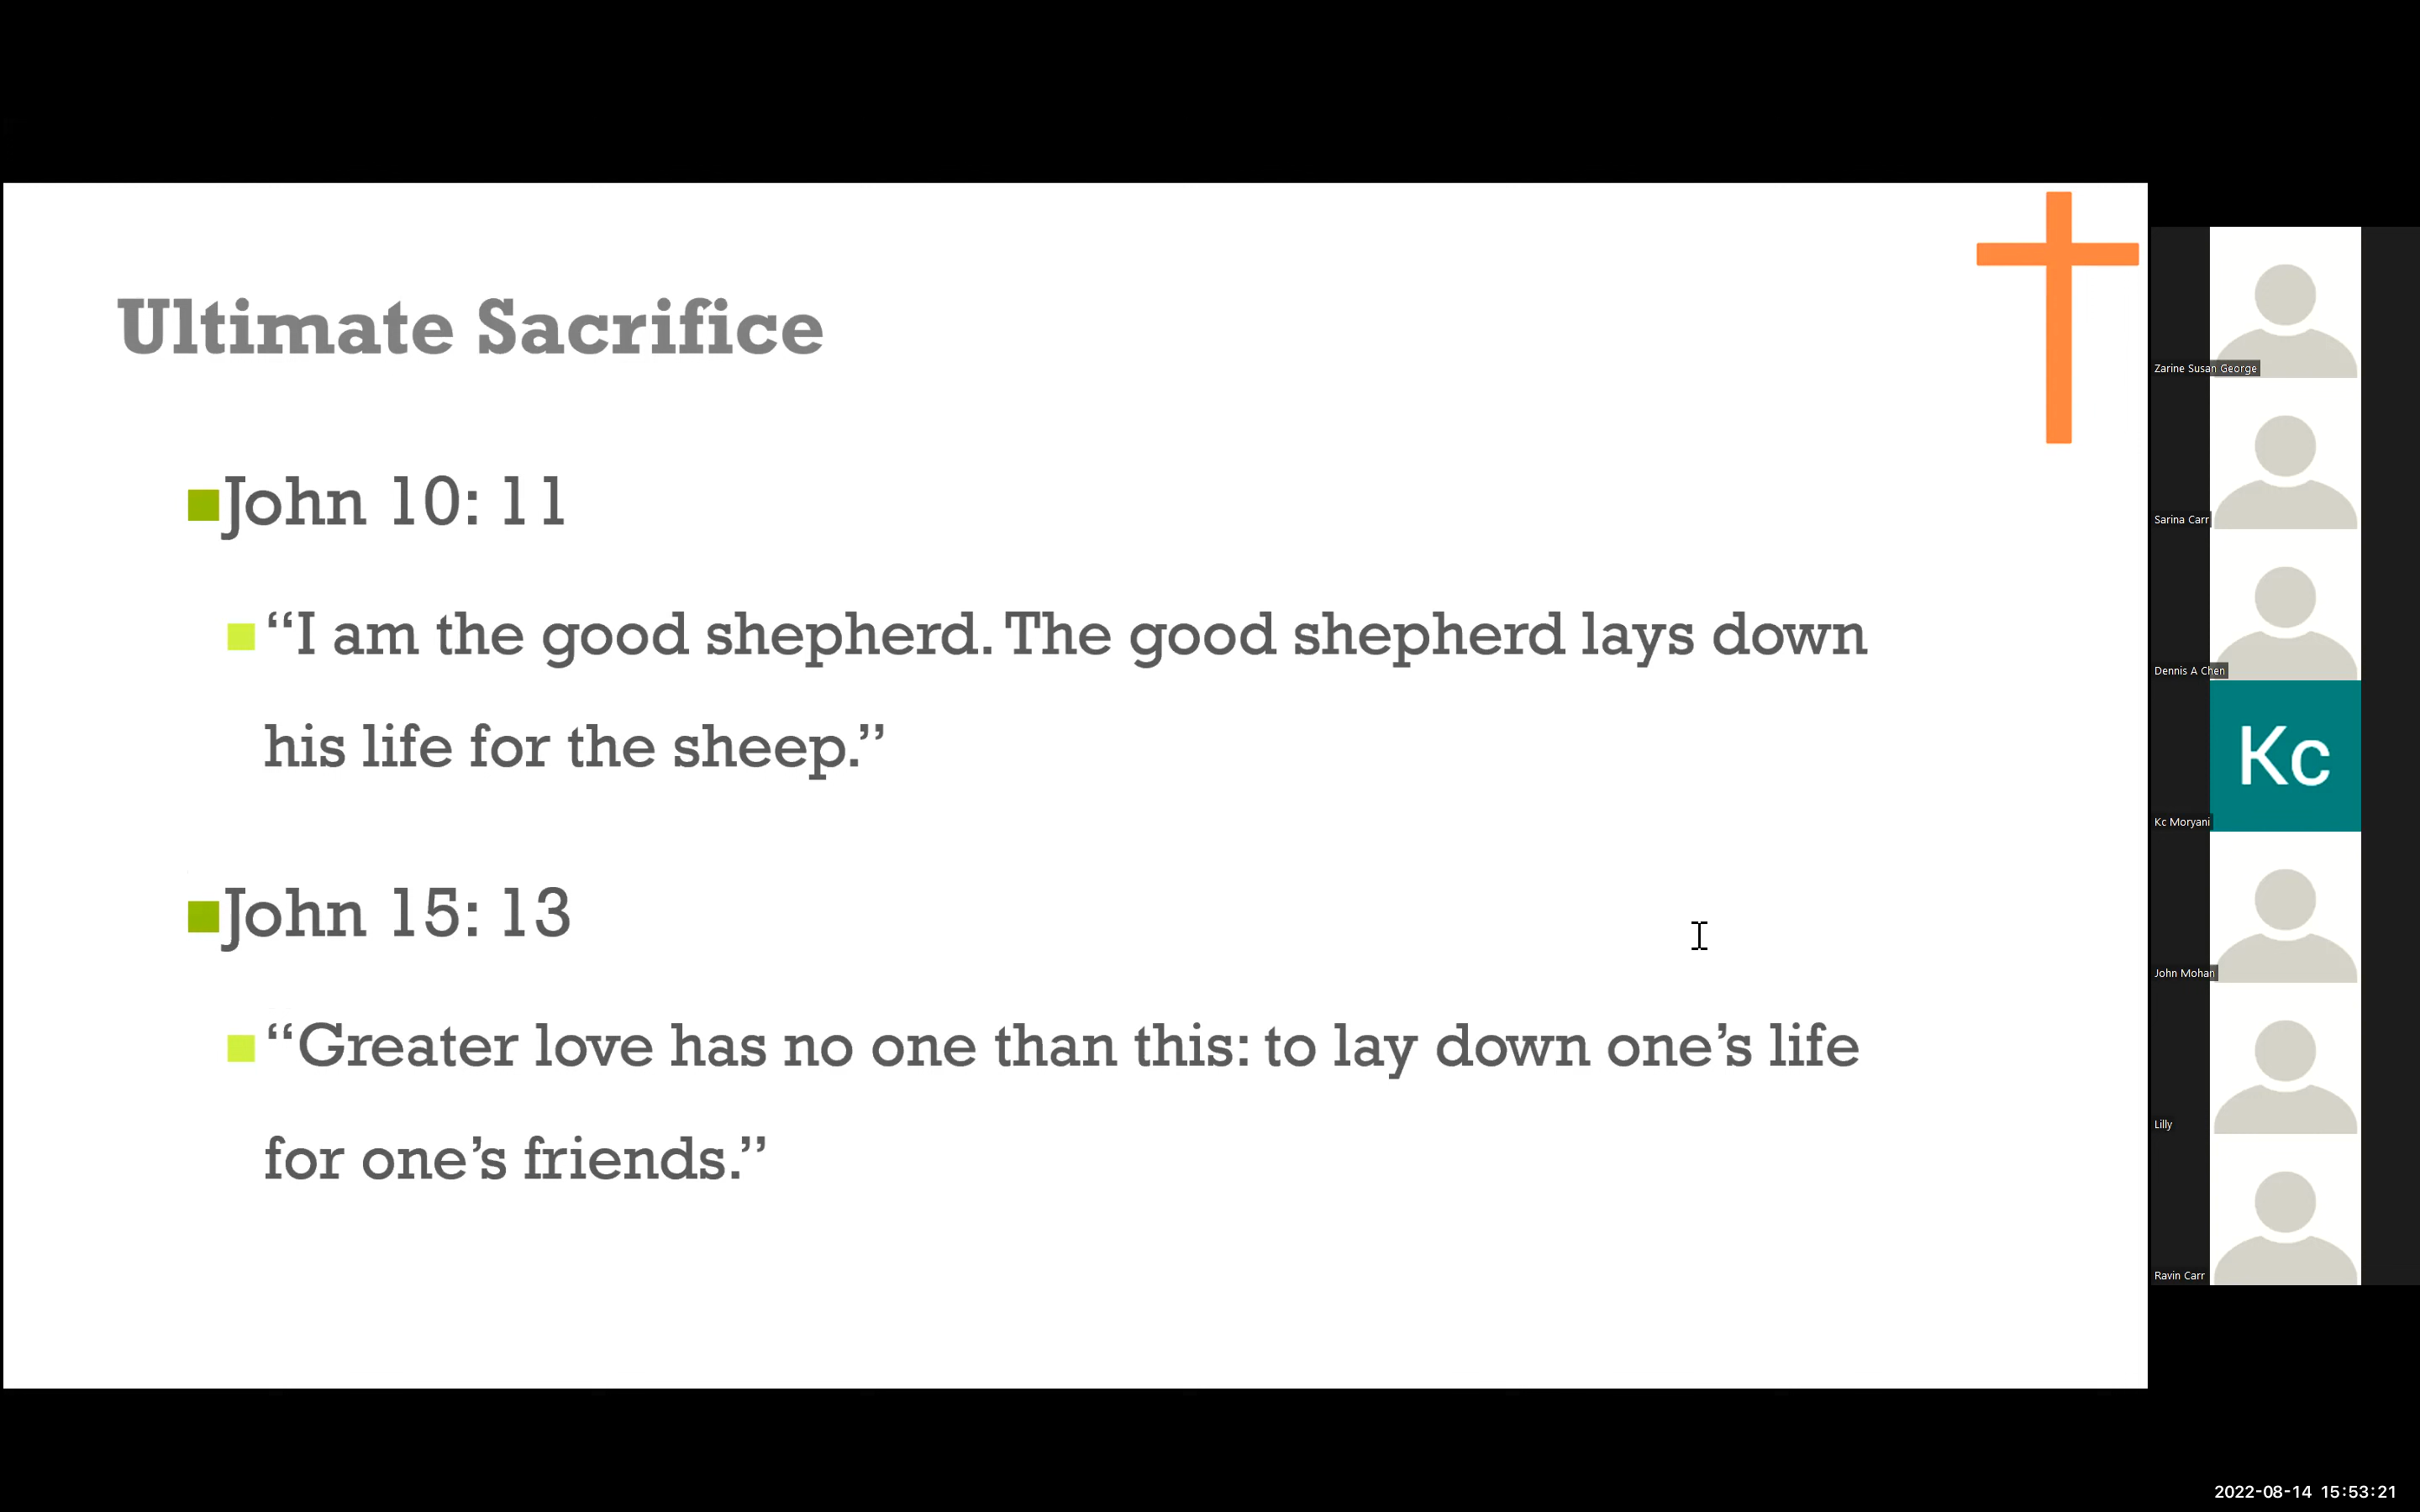 Ultimate Sacrifice
John 10: 11
“I am the good shepherd. The good shepherd lays down
his life for the sheep.”
John 15: 13
“Greater love has no one than this: to lay down one’s life
for one’s friends.”
Zarine Susan George
Sarina Carr
Dennis A Chen
Kc
Kc Moryani
John Mohan
Lilly
Ravin Carr
2022-08-14 15:53:21